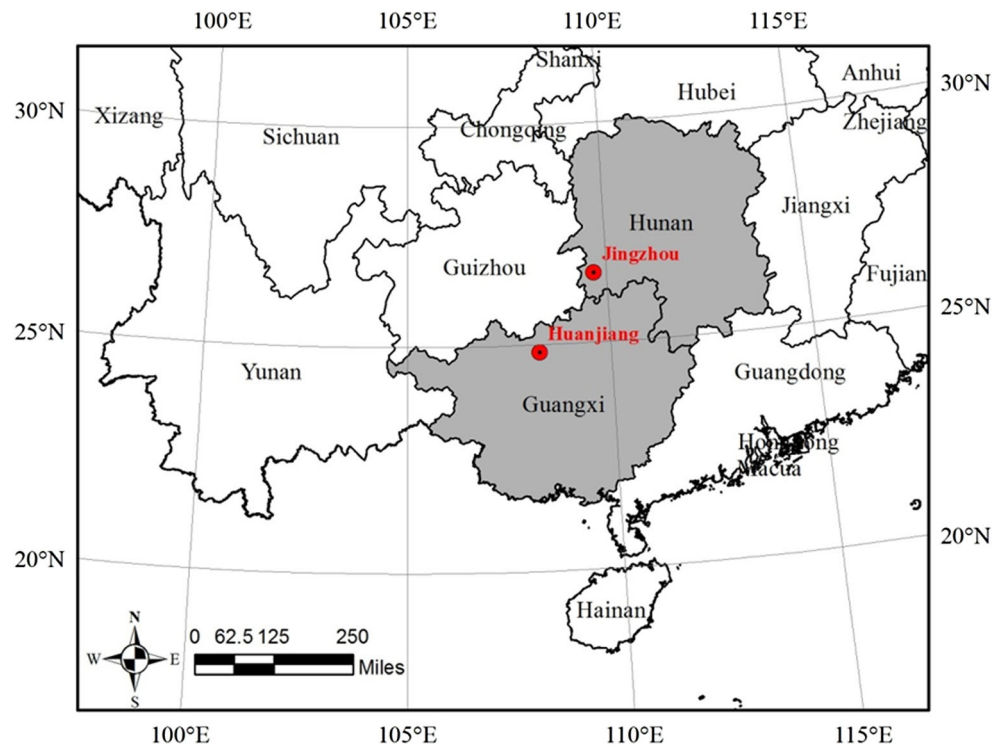 100°E 105°E 110°E 115°E
Shanxi
Anhui
30°N
Hubei
30°N
Xizang
Zhejiang
Sichuan
Chongqing
Jiangxi
Hunan
Jingzhou
Guizhou
Fujian
25°N
25°N
Huanjiang
Yunan
Guangdong
Guangxi
Hong Kong
Macua
20°N
20°N
Hainan
N
W E
S
0 62.5 125 250
Miles
100°E 105°E 110°E 115°E